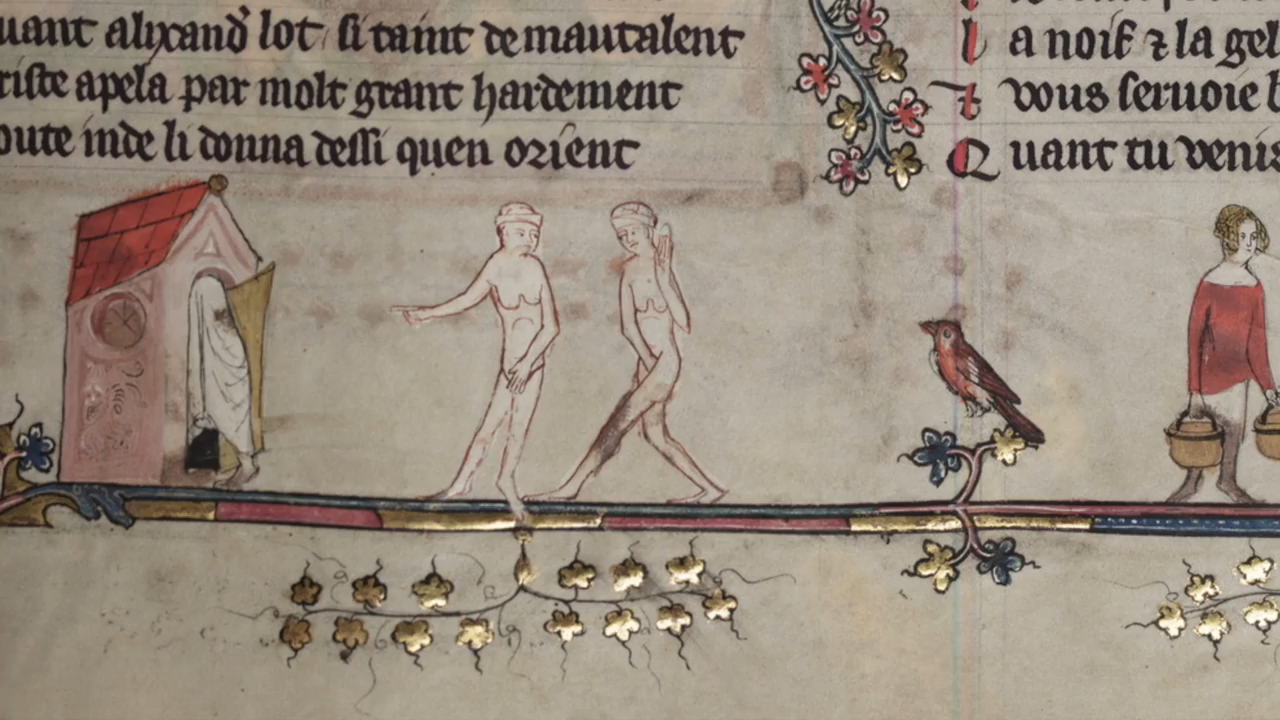 uant alixand' lot si taint de mautalent
riste apela par molt grant hardement
oute inde li donna dessi quen orient
l a noif ⁊ la gel
⁊ vous seruoie
Quant tu venis